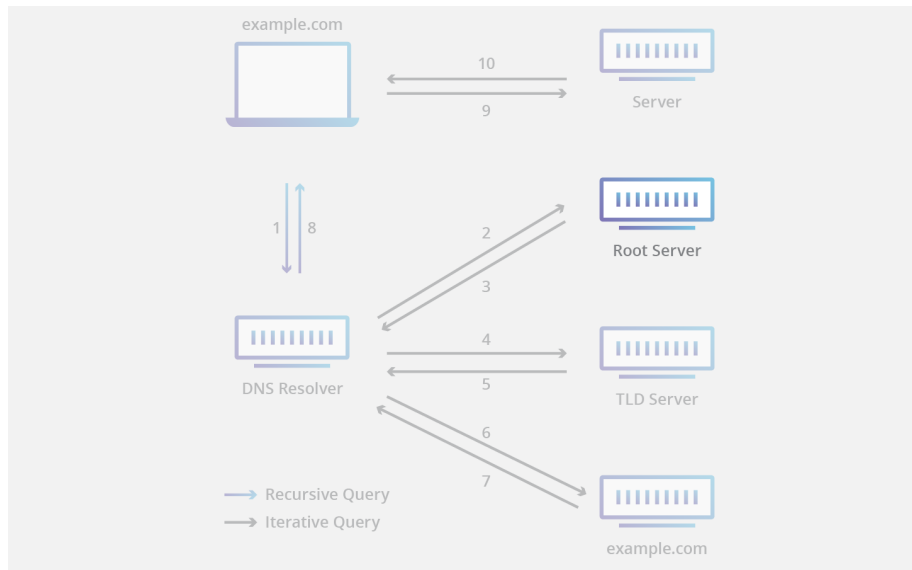 example.com
10
9
Server
1
8
2
Root Server
3
4
DNS Resolver
5
TLD Server
6
7
Recursive Query
Iterative Query
example.com